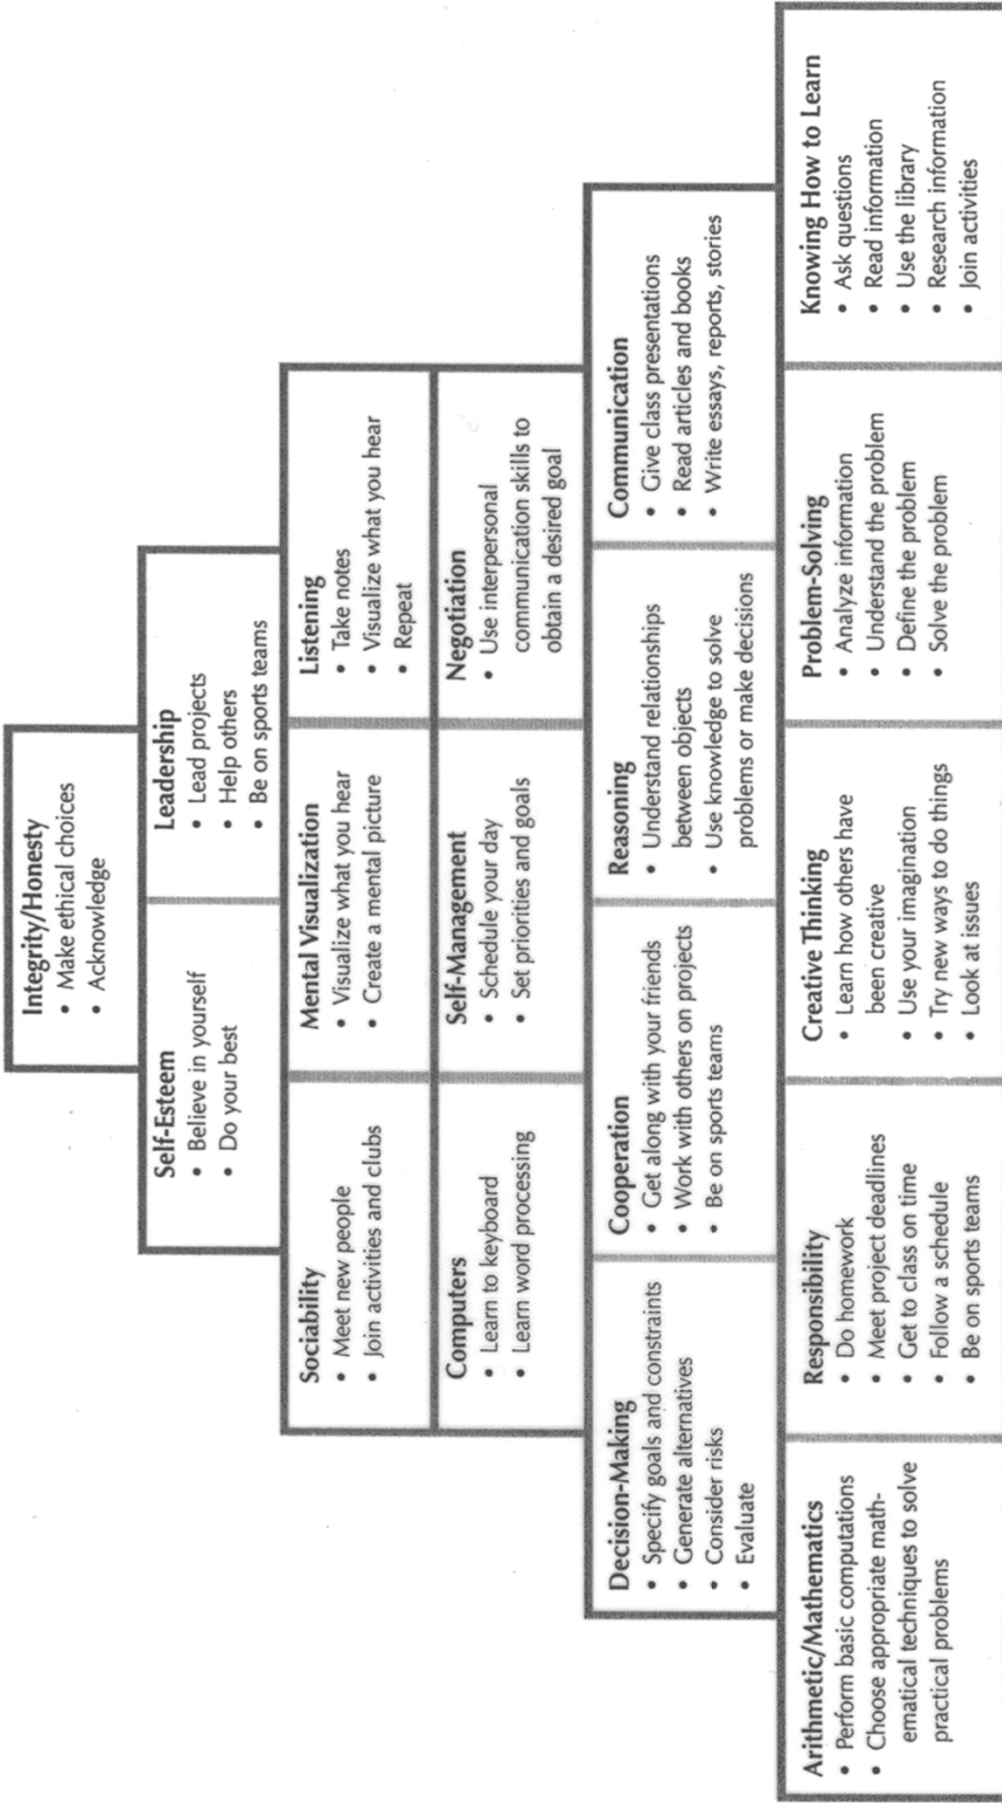 Integrity/Honesty
• Make ethical choices
• Acknowledge
Self-Esteem
• Believe in yourself
• Do your best
Leadership
• Lead projects
• Help others
• Be on sports teams
Sociability
• Meet new people
• Join activities and clubs
Mental Visualization
• Visualize what you hear
• Create a mental picture
Listening
• Take notes
• Visualize what you hear
• Repeat
Computers
• Learn to keyboard
• Learn word processing
Self-Management
• Schedule your day
• Set priorities and goals
Negotiation
• Use interpersonal
communication skills to
obtain a desired goal
Decision-Making
• Specify goals and constraints
• Generate alternatives
• Consider risks
• Evaluate
Cooperation
• Get along with your friends
• Work with others on projects
• Be on sports teams
Reasoning
• Understand relationships
between objects
• Use knowledge to solve
problems or make decisions
Communication
• Give class presentations
• Read articles and books
• Write essays, reports, stories
Arithmetic/Mathematics
• Perform basic computations
• Choose appropriate math-
ematical techniques to solve
practical problems
Responsibility
• Do homework
• Meet project deadlines
• Get to class on time
• Follow a schedule
• Be on sports teams
Creative Thinking
• Learn how others have
been creative
• Use your imagination
• Try new ways to do things
• Look at issues
Problem-Solving
• Analyze information
• Understand the problem
• Define the problem
• Solve the problem
Knowing How to Learn
• Ask questions
• Read information
• Use the library
• Research information
• Join activities